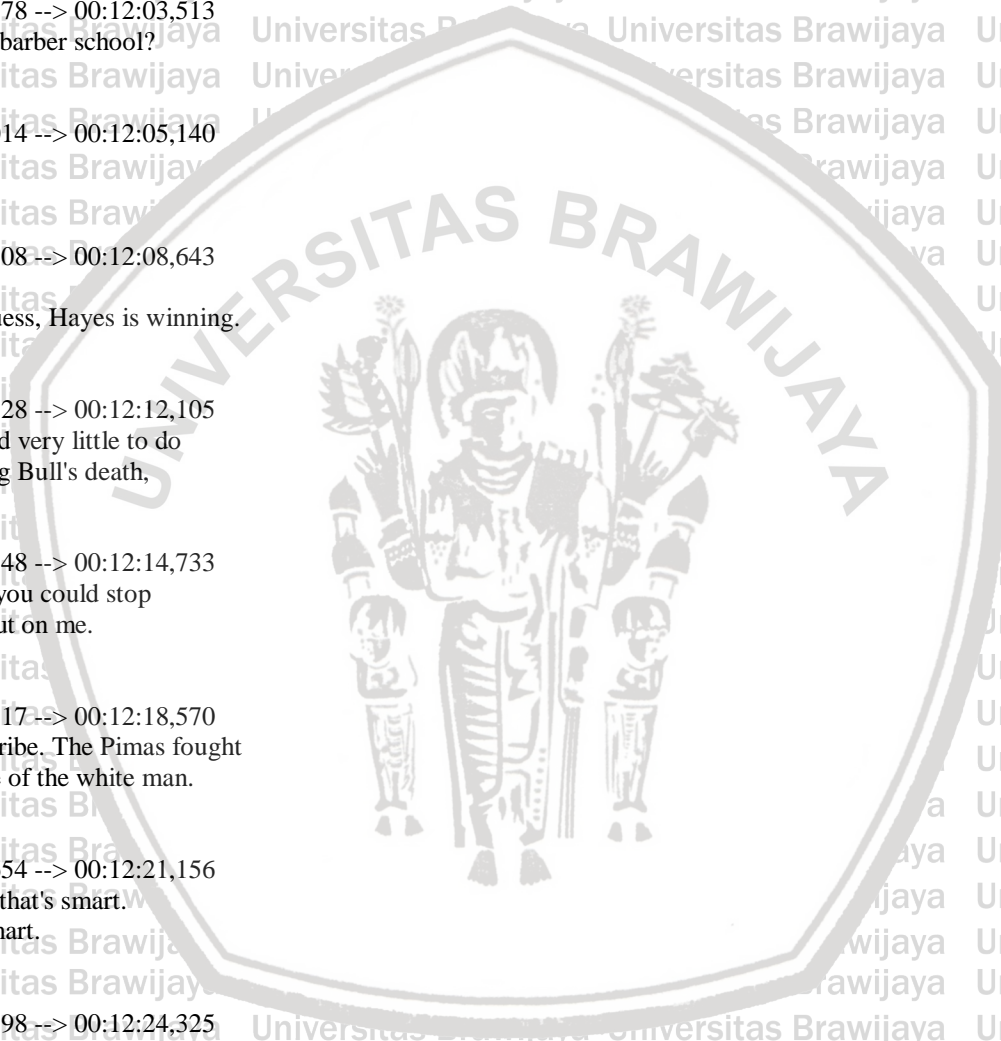 78 --> 00:12:03,513
barber school?
14 --> 00:12:05,140
08 --> 00:12:08,643
uess, Hayes is winning.
28 --> 00:12:12,105
d very little to do
g Bull's death,
48 --> 00:12:14,733
you could stop
ut on me.
17 --> 00:12:18,570
ribe. The Pimas fought
e of the white man.
54 --> 00:12:21,156
that's smart.
nart.
98 --> 00:12:24,325
UNIVERSITAS BRAWIJAYA